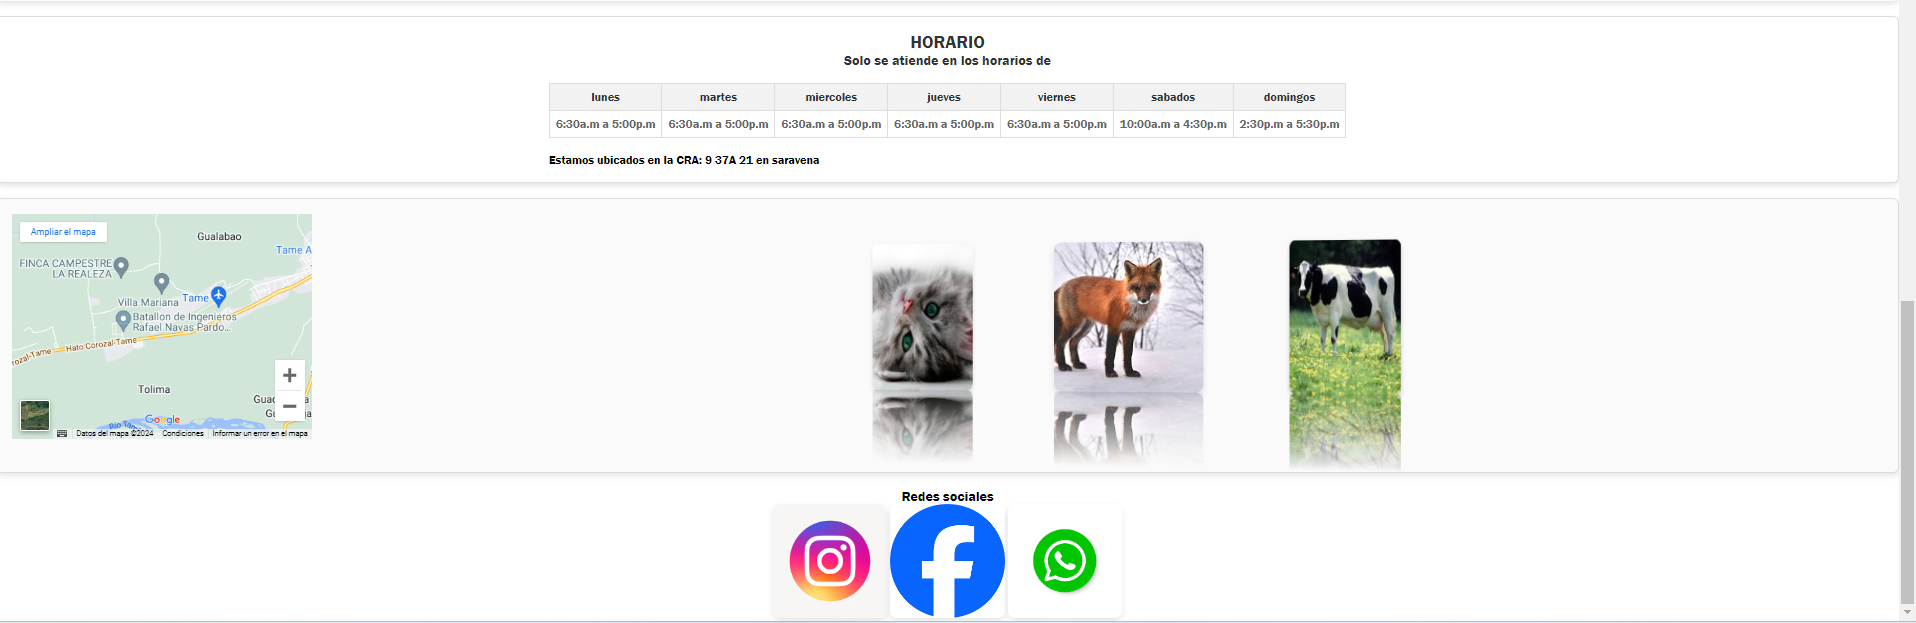 HORARIO
Solo se atiende en los horarios de
lunes martes miercoles jueves viernes sabados domingos
6:30a.m a 5:00p.m 6:30a.m a 5:00p.m 6:30a.m a 5:00p.m 6:30a.m a 5:00p.m 6:30a.m a 5:00p.m 10:00a.m a 4:30p.m 2:30p.m a 5:30p.m
Estamos ubicados en la CRA: 9 37A 21 en saravena
Ampliar el mapa
Gualabao
Tame A
FINCA CAMPESTRE
LA REALEZA
Villa Mariana
Tame
Batallon de Ingenieros
Rafael Navas Pardo...
rozal-Tame
Hato Corozal-Tame
Tolima
Google
Datos del mapa ©2024 Condiciones Informar un error en el mapa
Redes sociales